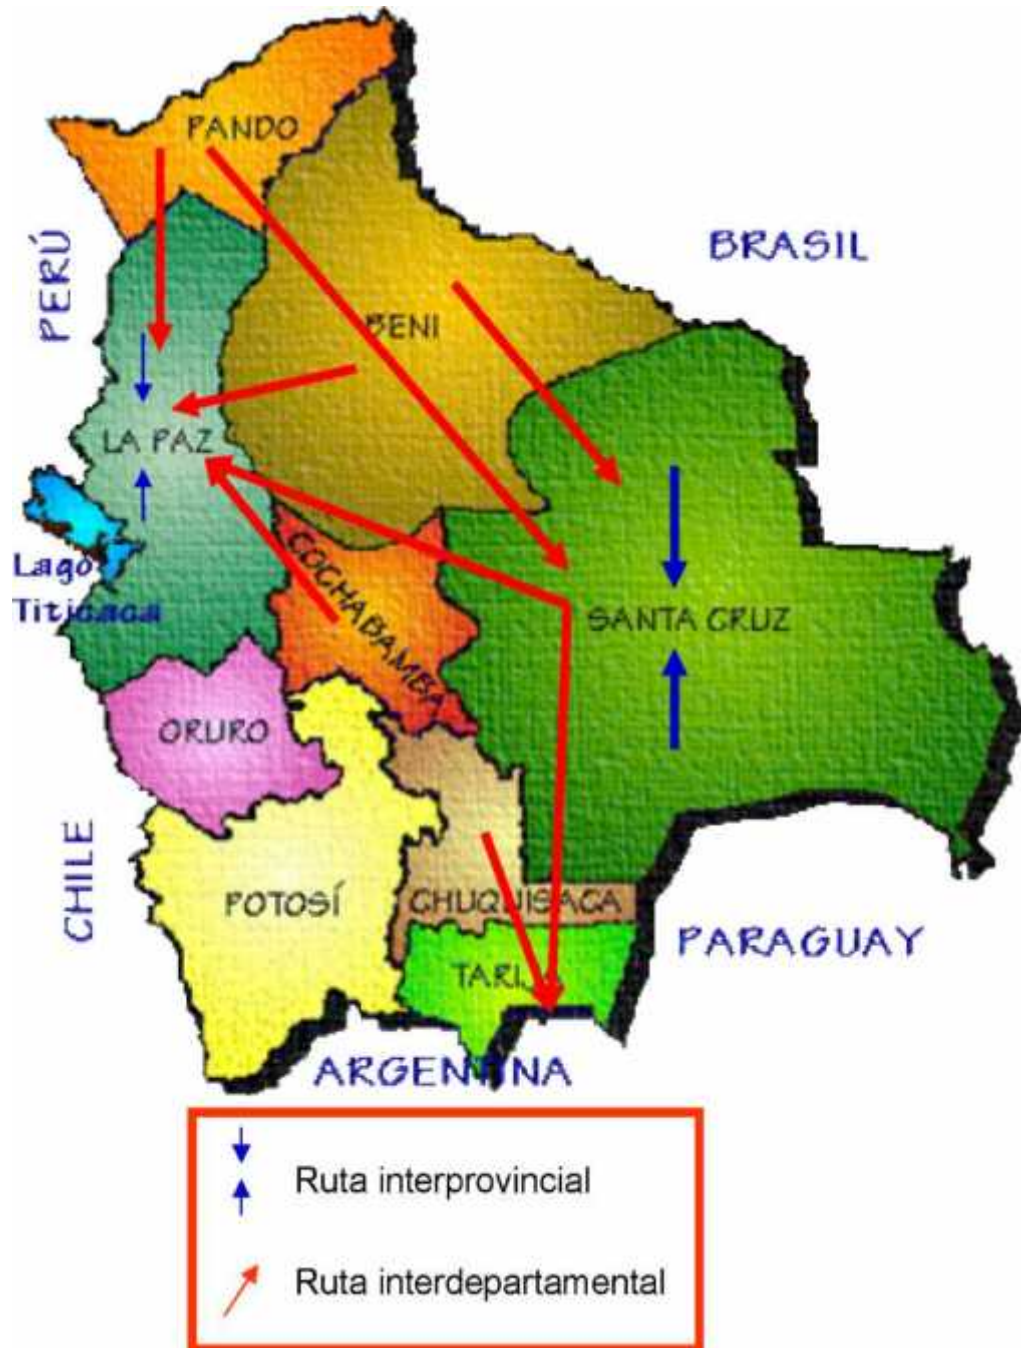 PANDO
PERÚ
BRASIL
BENI
LA PAZ
Lago
Titicaca
COCHABAMBA
SANTA CRUZ
ORURO
CHILE
POTOSÍ
CHUQUISACA
PARAGUAY
TARIJA
ARGENTINA
Ruta interprovincial
Ruta interdepartamental